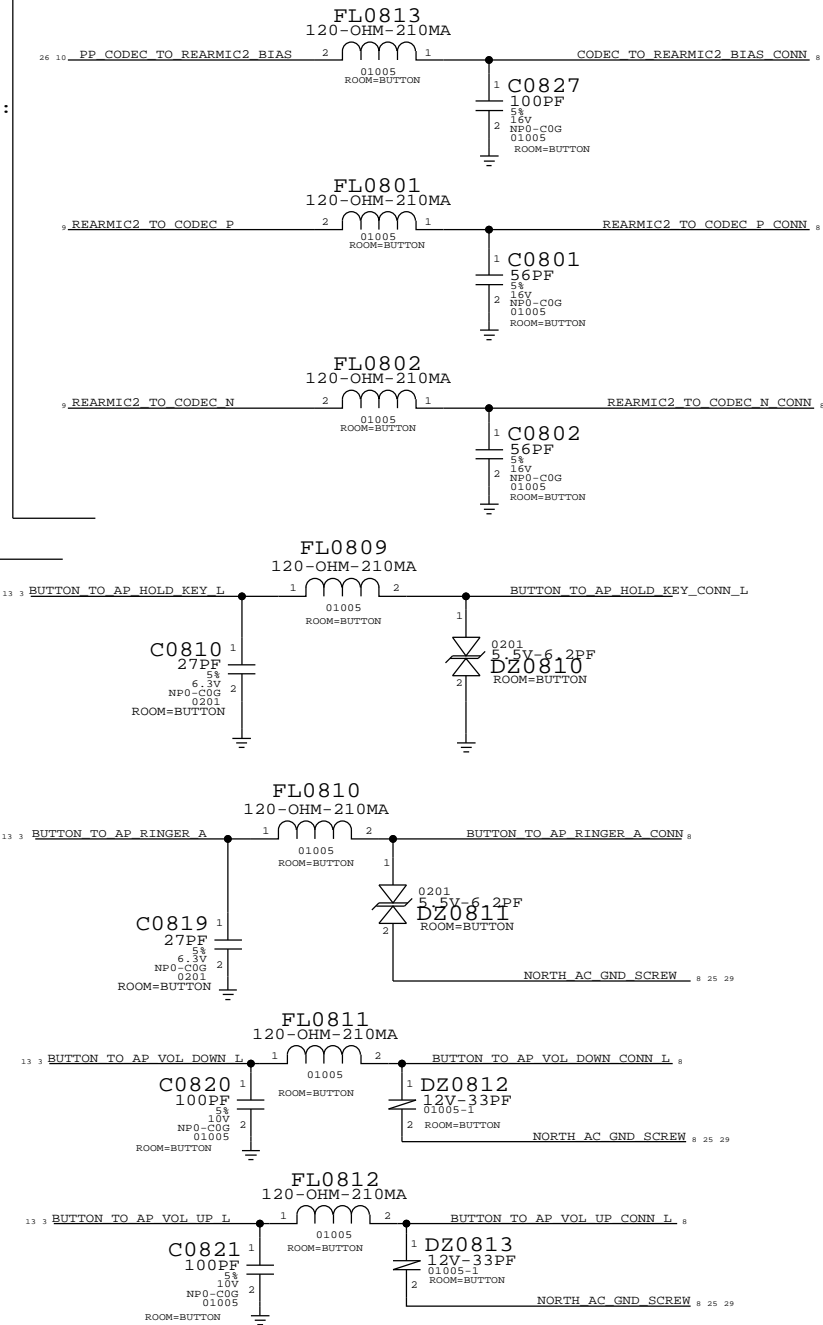 FL0813
120-OHM-210MA
26 10 PP_CODEC_TO_REARMIC2_BIAS 2 1 CODEC_TO_REARMIC2_BIAS_CONN 8
01005
ROOM=BUTTON
:
1 C0827
100PF
5%
16V
2 NP0-C0G
01005
ROOM=BUTTON
FL0801
120-OHM-210MA
9 REARMIC2_TO_CODEC_P 2 1 REARMIC2_TO_CODEC_P_CONN 8
01005
ROOM=BUTTON
1 C0801
56PF
5%
16V
2 NP0-C0G
01005
ROOM=BUTTON
FL0802
120-OHM-210MA
9 REARMIC2_TO_CODEC_N 2 1 REARMIC2_TO_CODEC_N_CONN 8
01005
ROOM=BUTTON
1 C0802
56PF
5%
16V
2 NP0-C0G
01005
ROOM=BUTTON
FL0809
120-OHM-210MA
13 3 BUTTON_TO_AP_HOLD_KEY_L 1 2 BUTTON_TO_AP_HOLD_KEY_CONN_L
01005
ROOM=BUTTON
C0810 1
27PF
5%
6.3V
NP0-C0G 2
0201
ROOM=BUTTON
1
0201
5.5V-6.2PF
DZ0810
2 ROOM=BUTTON
FL0810
120-OHM-210MA
13 3 BUTTON_TO_AP_RINGER_A 1 2 BUTTON_TO_AP_RINGER_A_CONN 8
01005
ROOM=BUTTON
1
0201
5.5V-6.2PF
DZ0811
2 ROOM=BUTTON
C0819 1
27PF
5%
6.3V
NP0-C0G 2
0201
ROOM=BUTTON
NORTH_AC_GND_SCREW 8 25 29
FL0811
120-OHM-210MA
13 3 BUTTON_TO_AP_VOL_DOWN_L 1 2 BUTTON_TO_AP_VOL_DOWN_CONN_L 8
01005
ROOM=BUTTON
C0820 1
100PF
5%
10V
NP0-C0G 2
01005
ROOM=BUTTON
1 DZ0812
12V-33PF
01005-1
2 ROOM=BUTTON
NORTH_AC_GND_SCREW 8 25 29
FL0812
120-OHM-210MA
13 3 BUTTON_TO_AP_VOL_UP_L 1 2 BUTTON_TO_AP_VOL_UP_CONN_L 8
01005
ROOM=BUTTON
C0821 1
100PF
5%
10V
NP0-C0G 2
01005
ROOM=BUTTON
1 DZ0813
12V-33PF
01005-1
ROOM=BUTTON
2
NORTH_AC_GND_SCREW 8 25 29